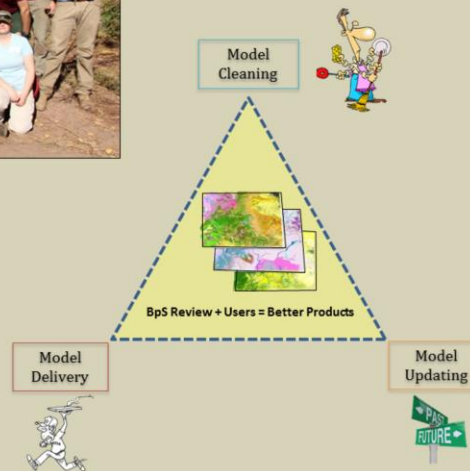 Model
Cleaning
BpS Review + Users = Better Products
Model
Delivery
Model
Updating
PAST
FUTURE